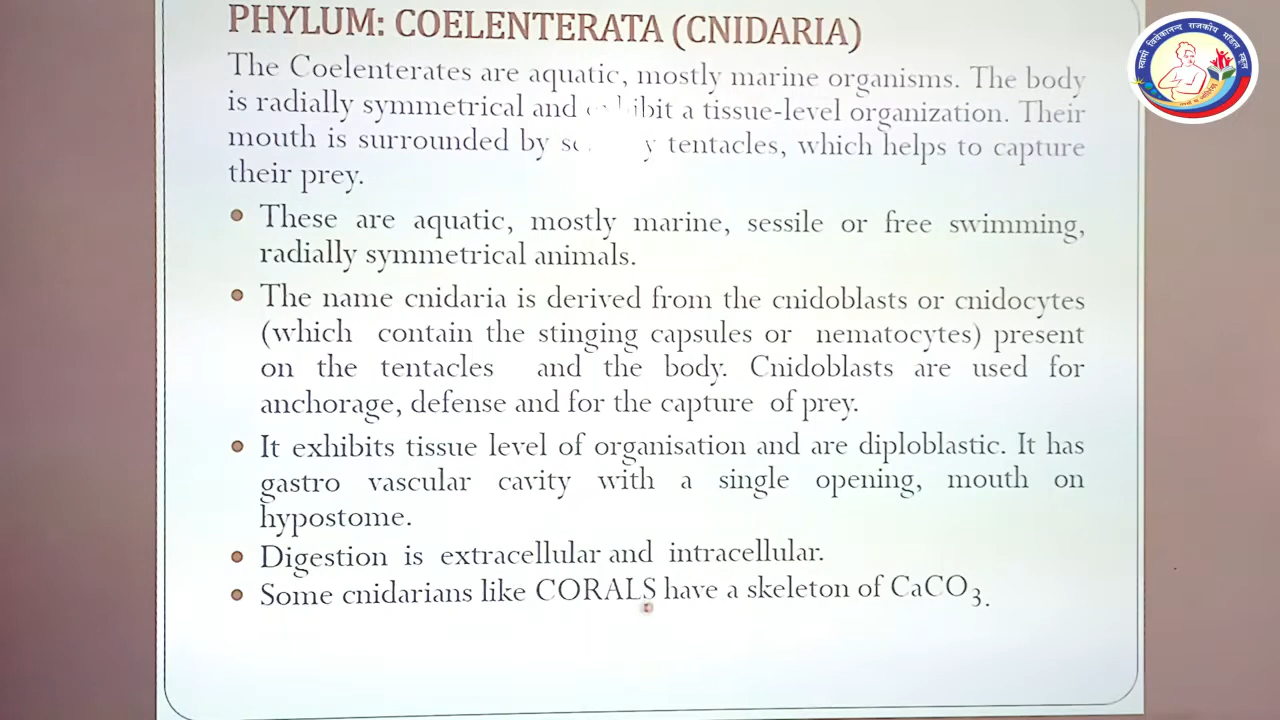 PHYLUM: COELENTERATA (CNIDARIA)
The Coelenterates are aquatic, mostly marine organisms. The body
is radially symmetrical and ibit a tissue-level organization. Their
mouth is surrounded by y tentacles, which helps to capture
their prey.
• These are aquatic, mostly marine, sessile or free swimming,
radially symmetrical animals.
• The name cnidaria is derived from the cnidoblasts or cnidocytes
(which contain the stinging capsules or nematocytes) present
on the tentacles and the body. Cnidoblasts are used for
anchorage, defense and for the capture of prey.
• It exhibits tissue level of organisation and are diploblastic. It has
gastro vascular cavity with a single opening, mouth on
hypostome.
• Digestion is extracellular and intracellular.
• Some cnidarians like CORALS have a skeleton of CaCO3.
स्वामी विवेकानन्द राजकीय मॉडल स्कूल